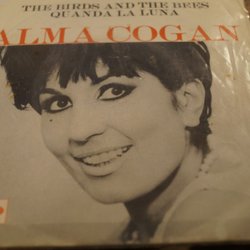 THE BIRDS AND THE BEES
QUANDA LA LUNA
ALMA COGAN